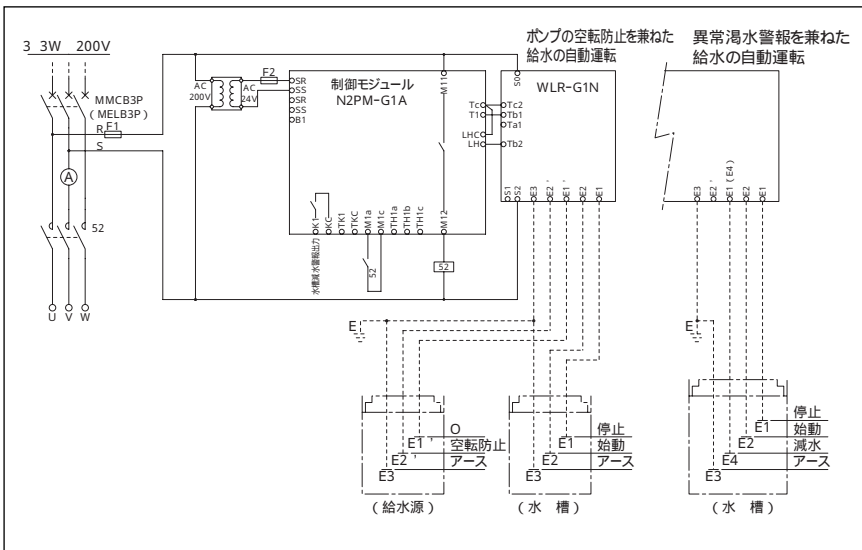 3 3W 200V
MMCB3P
(MELB3P)
R
F1
S
A
52
U V W
AC
200V
AC
24V
F2
SR
SS
SR
SS
B1
制御モジュール
N2PM-G1A
M11
Tc
T1
LHC
LH
K1
KC
TK1
TKC
M1a
M1c
TH1a
TH1b
TH1c
M12
水槽減水警報出力
52
52
ポンプの空転防止を兼ねた
給水の自動運転
S0
WLR-G1N
Tc2
Tb1
Ta1
Tb2
S1
S2
E3
E2'
E1'
E2
E1
異常渇水警報を兼ねた
給水の自動運転
E3
E2'
E1(E4)
E2
E1
E
E
E1' O
E2' 空転防止
E3 アース
(給水源)
E1 停止
E2 始動
E3 アース
(水 槽)
E1 停止
E2 始動
E4 減水
E3 アース
(水 槽)